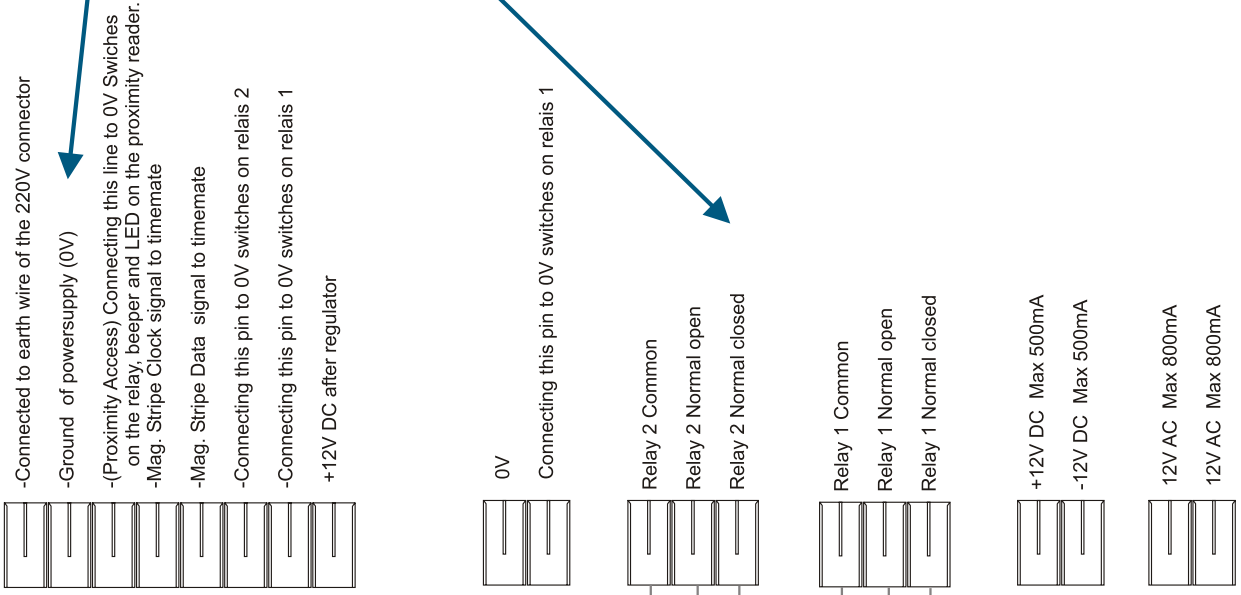 -Connected to earth wire of the 220V connector
-Ground of powersupply (0V)
-(Proximity Access) Connecting this line to 0V Swiches
on the relay, beeper and LED on the proximity reader.
-Mag. Stripe Clock signal to timemate
-Mag. Stripe Data signal to timemate
-Connecting this pin to 0V switches on relais 2
-Connecting this pin to 0V switches on relais 1
+12V DC after regulator
0V
Connecting this pin to 0V switches on relais 1
Relay 2 Common
Relay 2 Normal open
Relay 2 Normal closed
Relay 1 Common
Relay 1 Normal open
Relay 1 Normal closed
+12V DC Max 500mA
-12V DC Max 500mA
12V AC Max 800mA
12V AC Max 800mA